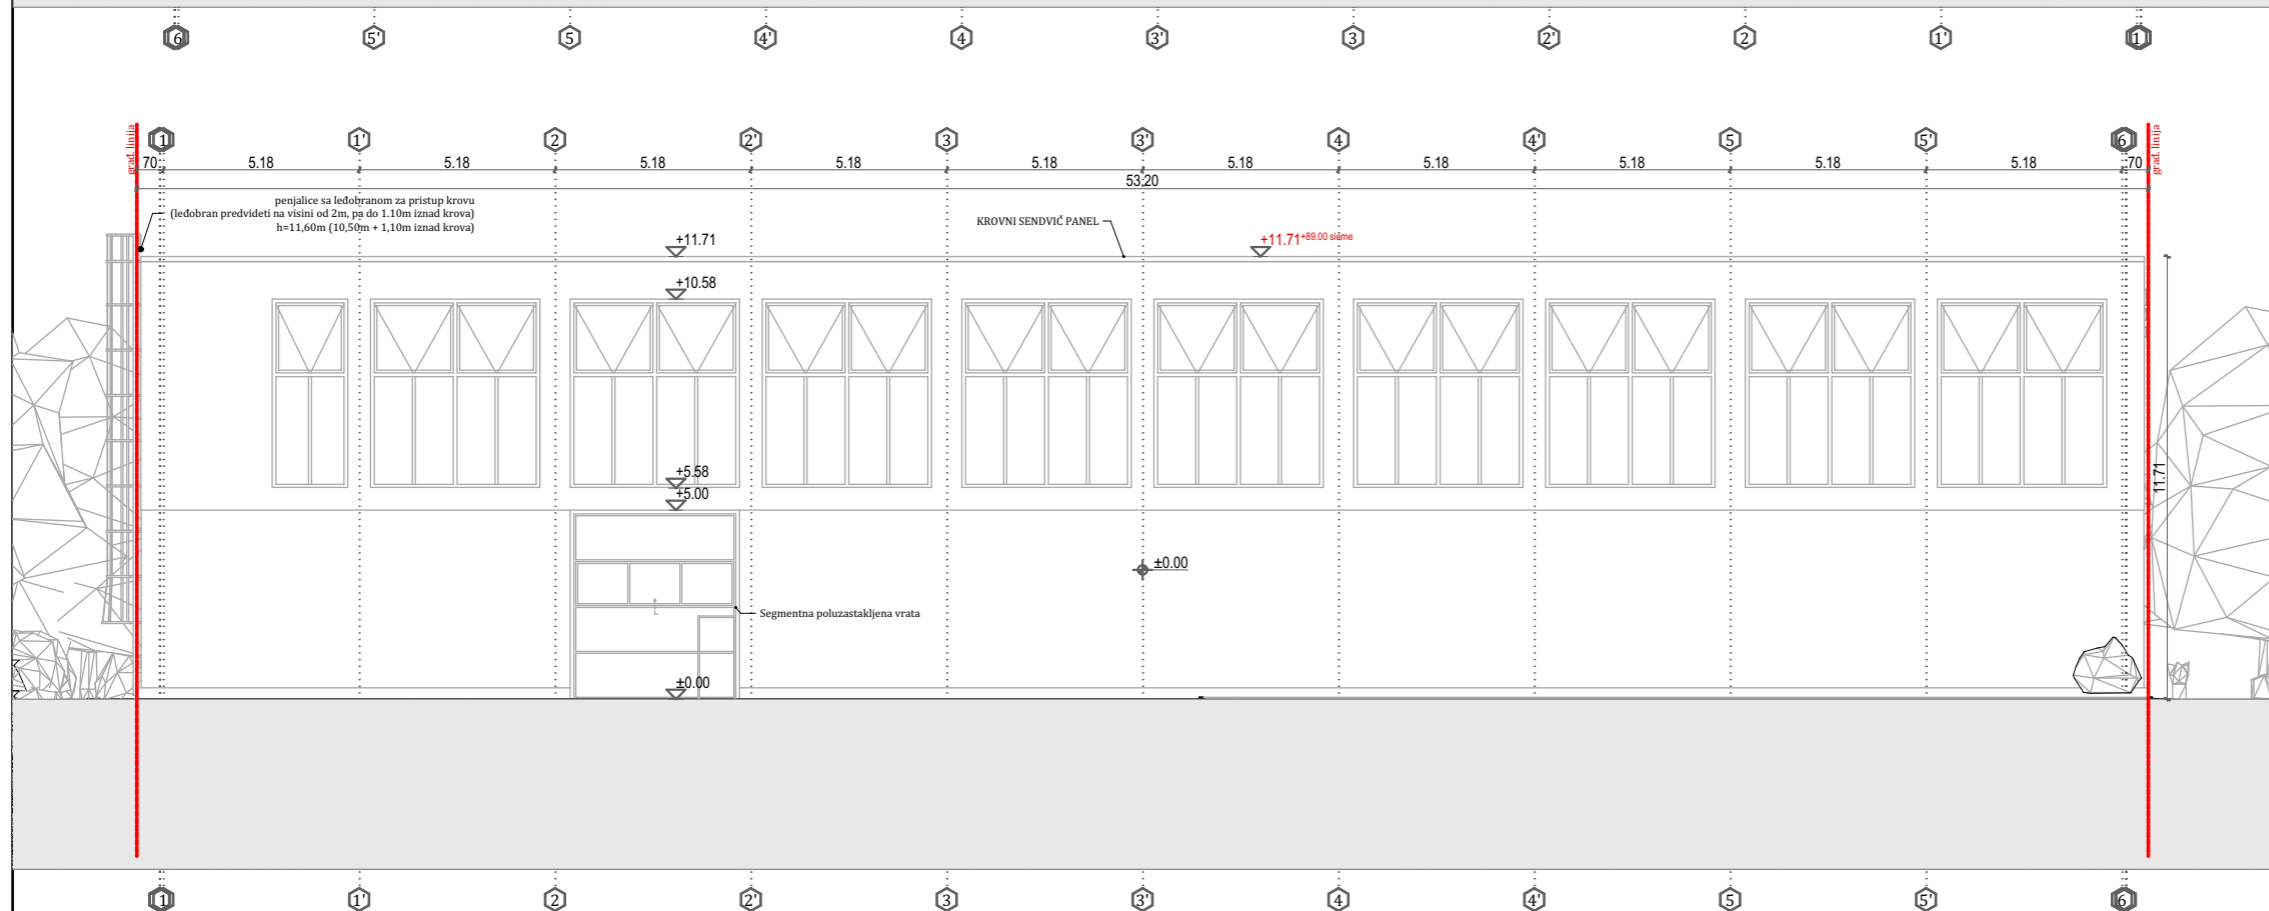 6 5' 5 4' 4 3' 3 2' 2 1' 1
građ. linija
građ. linija
1 1' 2 2' 3 3' 4 4' 5 5' 6
70 5.18 5.18 5.18 5.18 5.18 5.18 5.18 5.18 5.18 5.18 70
53.20
penjalice sa leđobranom za pristup krovu
(leđobran predvideti na visini od 2m, pa do 1.10m iznad krova)
h=11,60m (10,50m + 1,10m iznad krova)
KROVNI SENDVIČ PANEL
+11.71
+11.71 +89.00 sleme
+10.58
+5.58
+5.00
11.71
±0.00
Segmentna poluzastakljena vrata
±0.00
1 1' 2 2' 3 3' 4 4' 5 5' 6